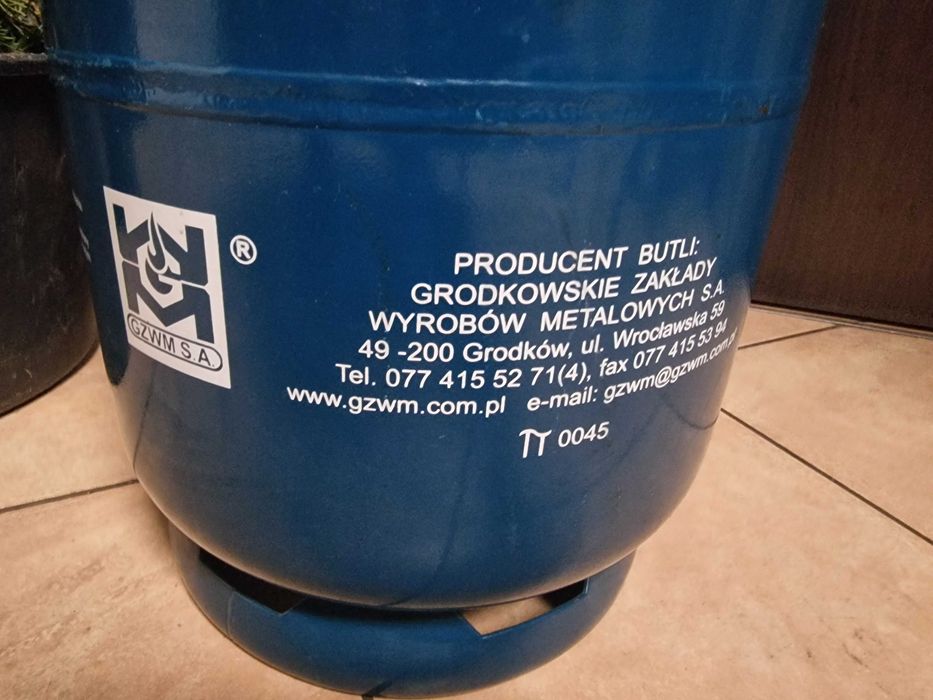 GZWM S.A.
®
PRODUCENT BUTLI:
GRODKOWSKIE ZAKŁADY
WYROBÓW METALOWYCH S.A.
49 -200 Grodków, ul. Wrocławska 59
Tel. 077 415 52 71(4), fax 077 415 53 94
www.gzwm.com.pl e-mail: gzwm@gzwm.com.pl
π 0045